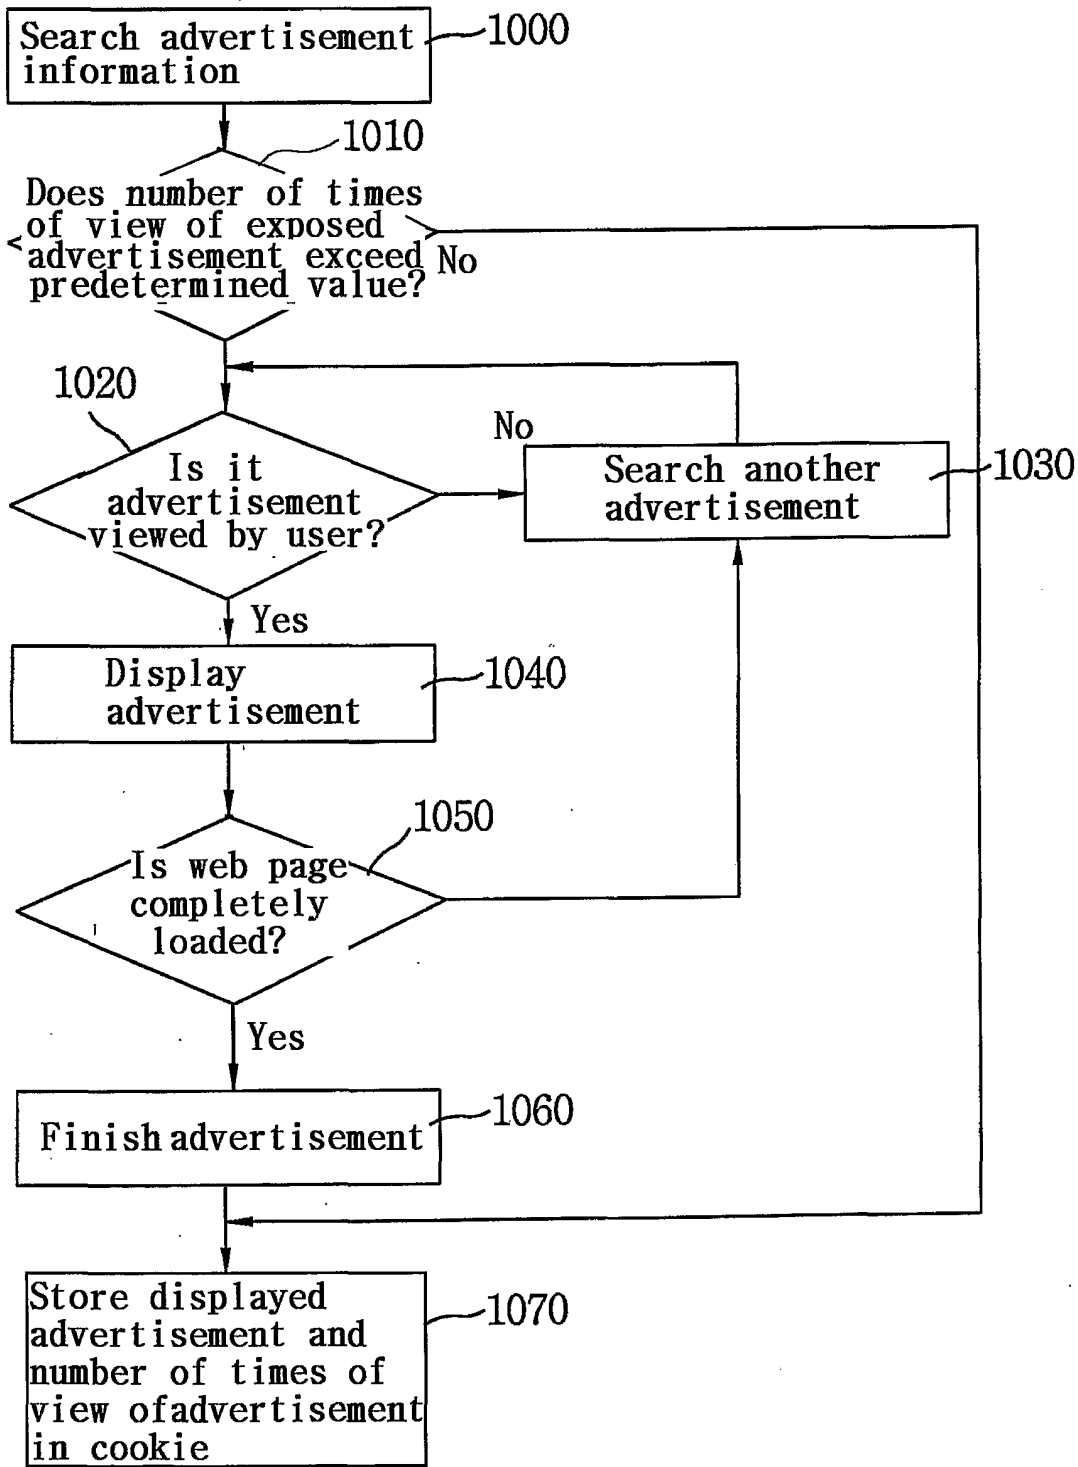 Search advertisement
information
1000
1010
Does number of times
of view of exposed
advertisement exceed
predetermined value?
No
1020
Is it
advertisement
viewed by user?
No
Search another
advertisement
1030
Yes
Display
advertisement
1040
1050
Is web page
completely
loaded?
Yes
Finish advertisement
1060
Store displayed
advertisement and
number of times of
view ofadvertisement
in cookie
1070